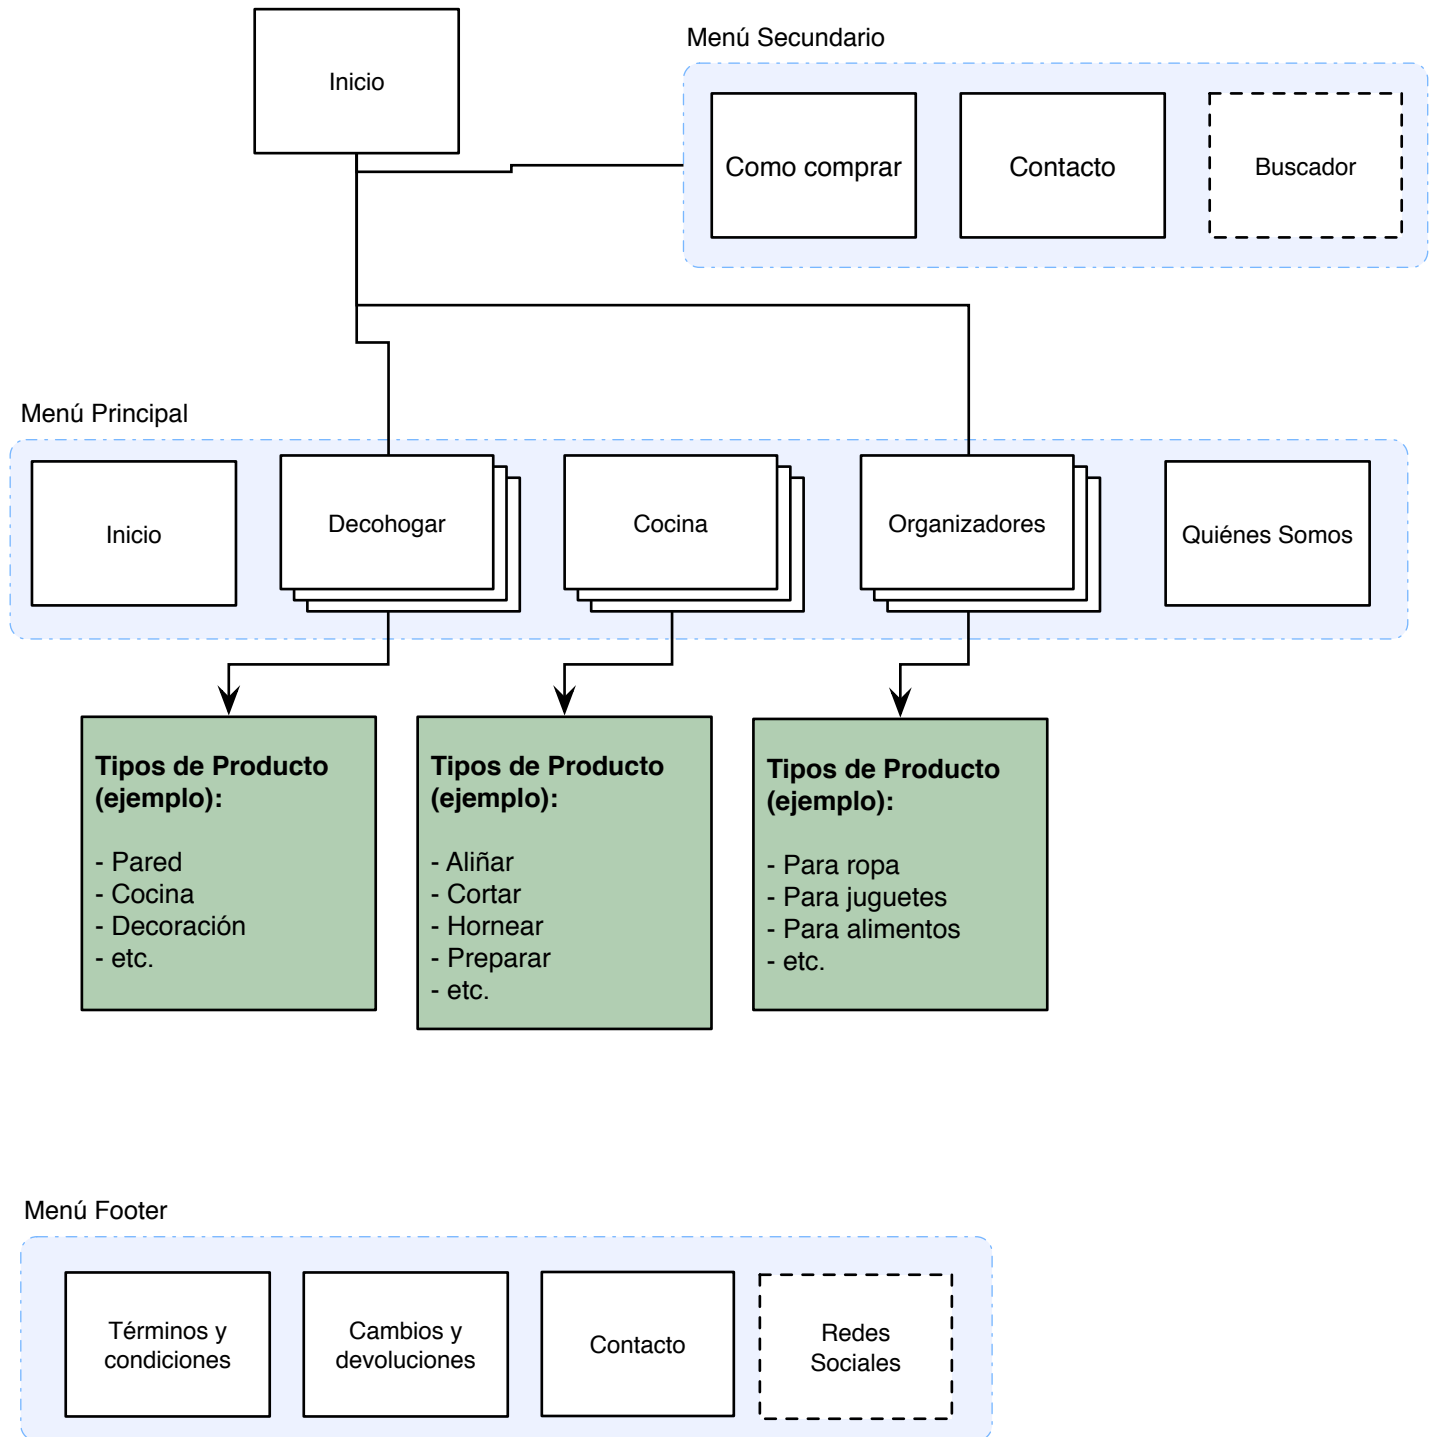 Inicio
Menú Secundario
Como comprar
Contacto
Buscador
Menú Principal
Inicio
Decohogar
Cocina
Organizadores
Quiénes Somos
Tipos de Producto
(ejemplo):
- Pared
- Cocina
- Decoración
- etc.
Tipos de Producto
(ejemplo):
- Aliñar
- Cortar
- Hornear
- Preparar
- etc.
Tipos de Producto
(ejemplo):
- Para ropa
- Para juguetes
- Para alimentos
- etc.
Menú Footer
Términos y
condiciones
Cambios y
devoluciones
Contacto
Redes
Sociales